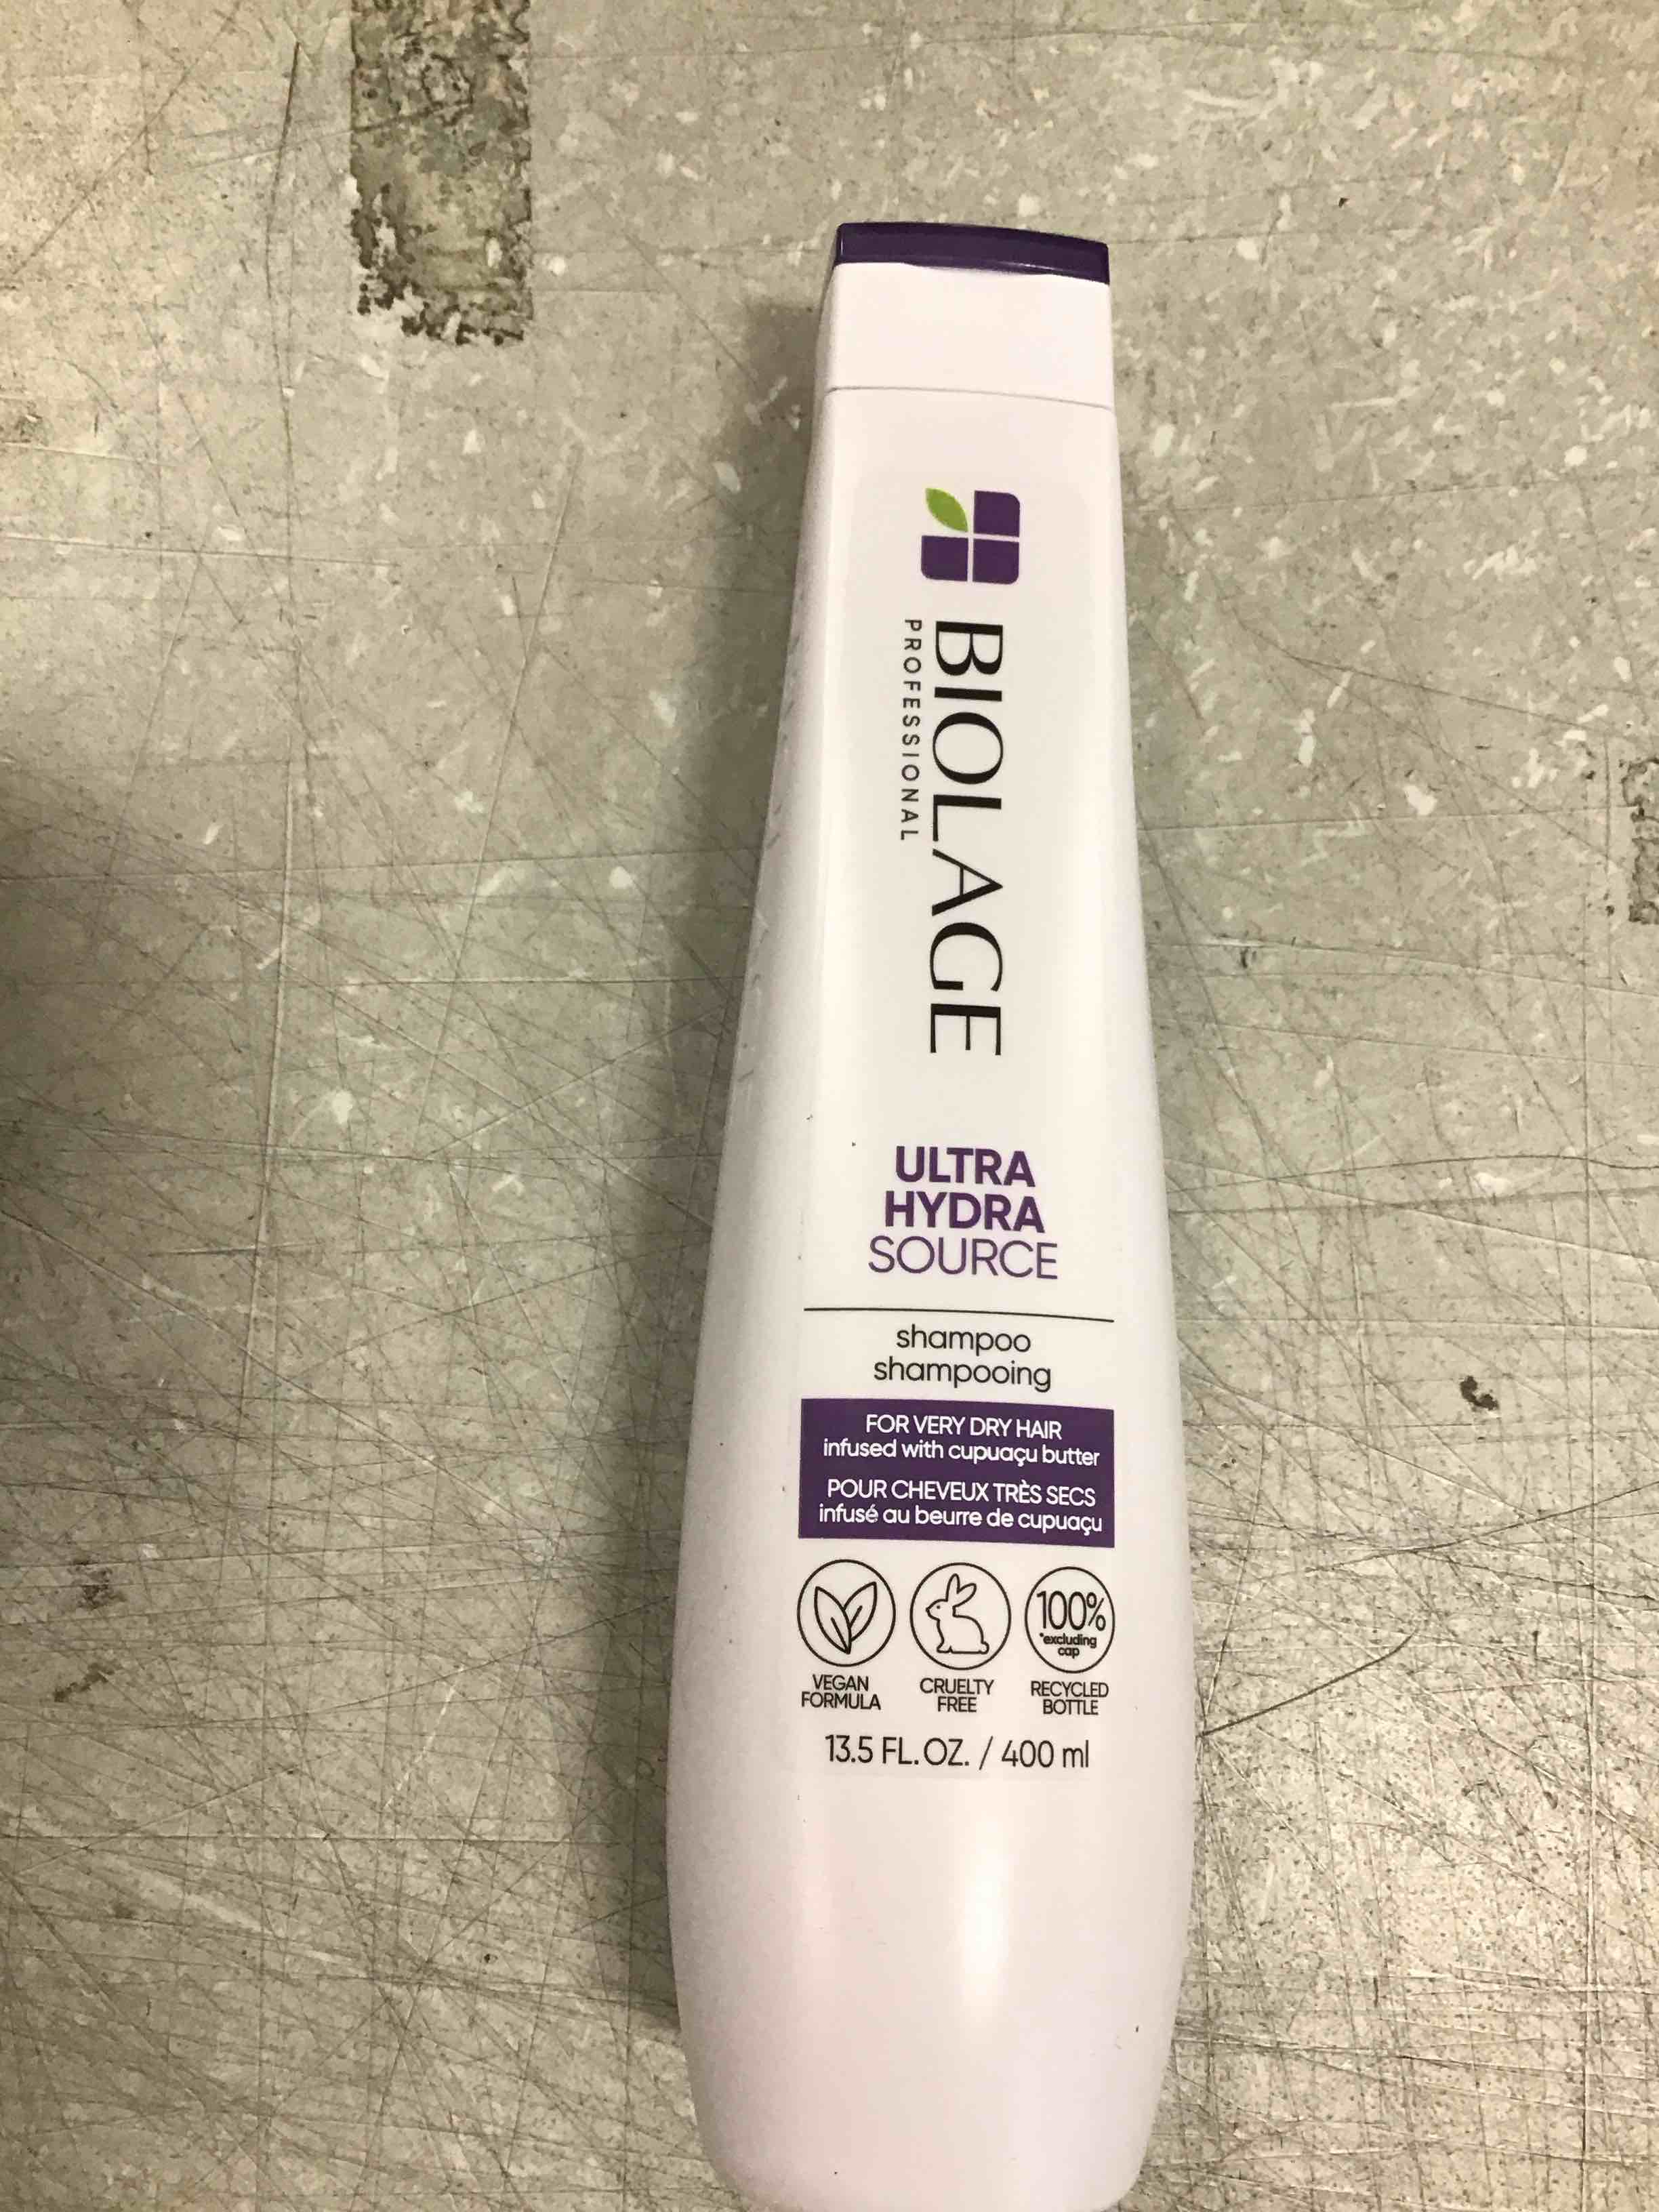 BIOLAGE
PROFESSIONAL
ULTRA
HYDRA
SOURCE
shampoo
shampooing
FOR VERY DRY HAIR
infused with cupuaçu butter
POUR CHEVEUX TRÈS SECS
infusé au beurre de cupuaçu
100%
*excluding
cap
VEGAN
FORMULA
CRUELTY
FREE
RECYCLED
BOTTLE
13.5 FL.OZ. / 400 ml